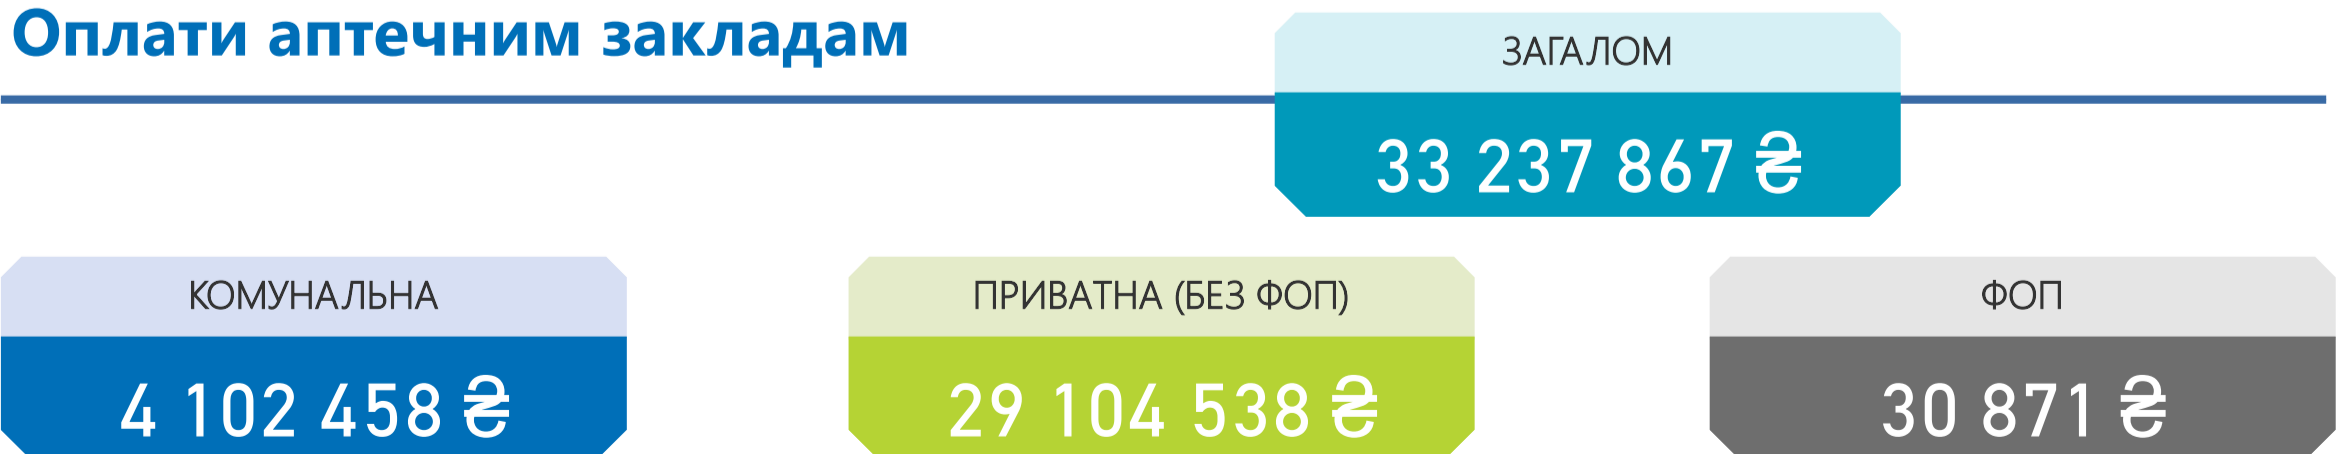 Оплати аптечним закладам
ЗАГАЛОМ
33 237 867 ₴
КОМУНАЛЬНА
4 102 458 ₴
ПРИВАТНА (БЕЗ ФОП)
29 104 538 ₴
ФОП
30 871 ₴